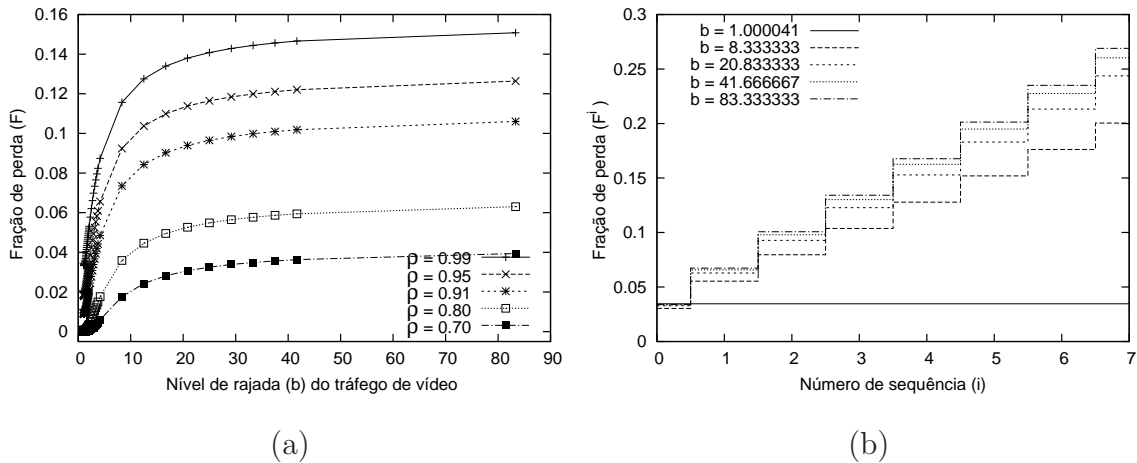 Fração de perda (F)
0.16
0.14
0.12
0.1
0.08
0.06
0.04
0.02
0
0 10 20 30 40 50 60 70 80 90
Nível de rajada (b) do tráfego de vídeo
ρ = 0.99
ρ = 0.95
ρ = 0.91
ρ = 0.80
ρ = 0.70
(a)
Fração de perda (F^i)
0.3
0.25
0.2
0.15
0.1
0.05
0
0 1 2 3 4 5 6 7
Número de sequência (i)
b = 1.000041
b = 8.333333
b = 20.833333
b = 41.666667
b = 83.333333
(b)